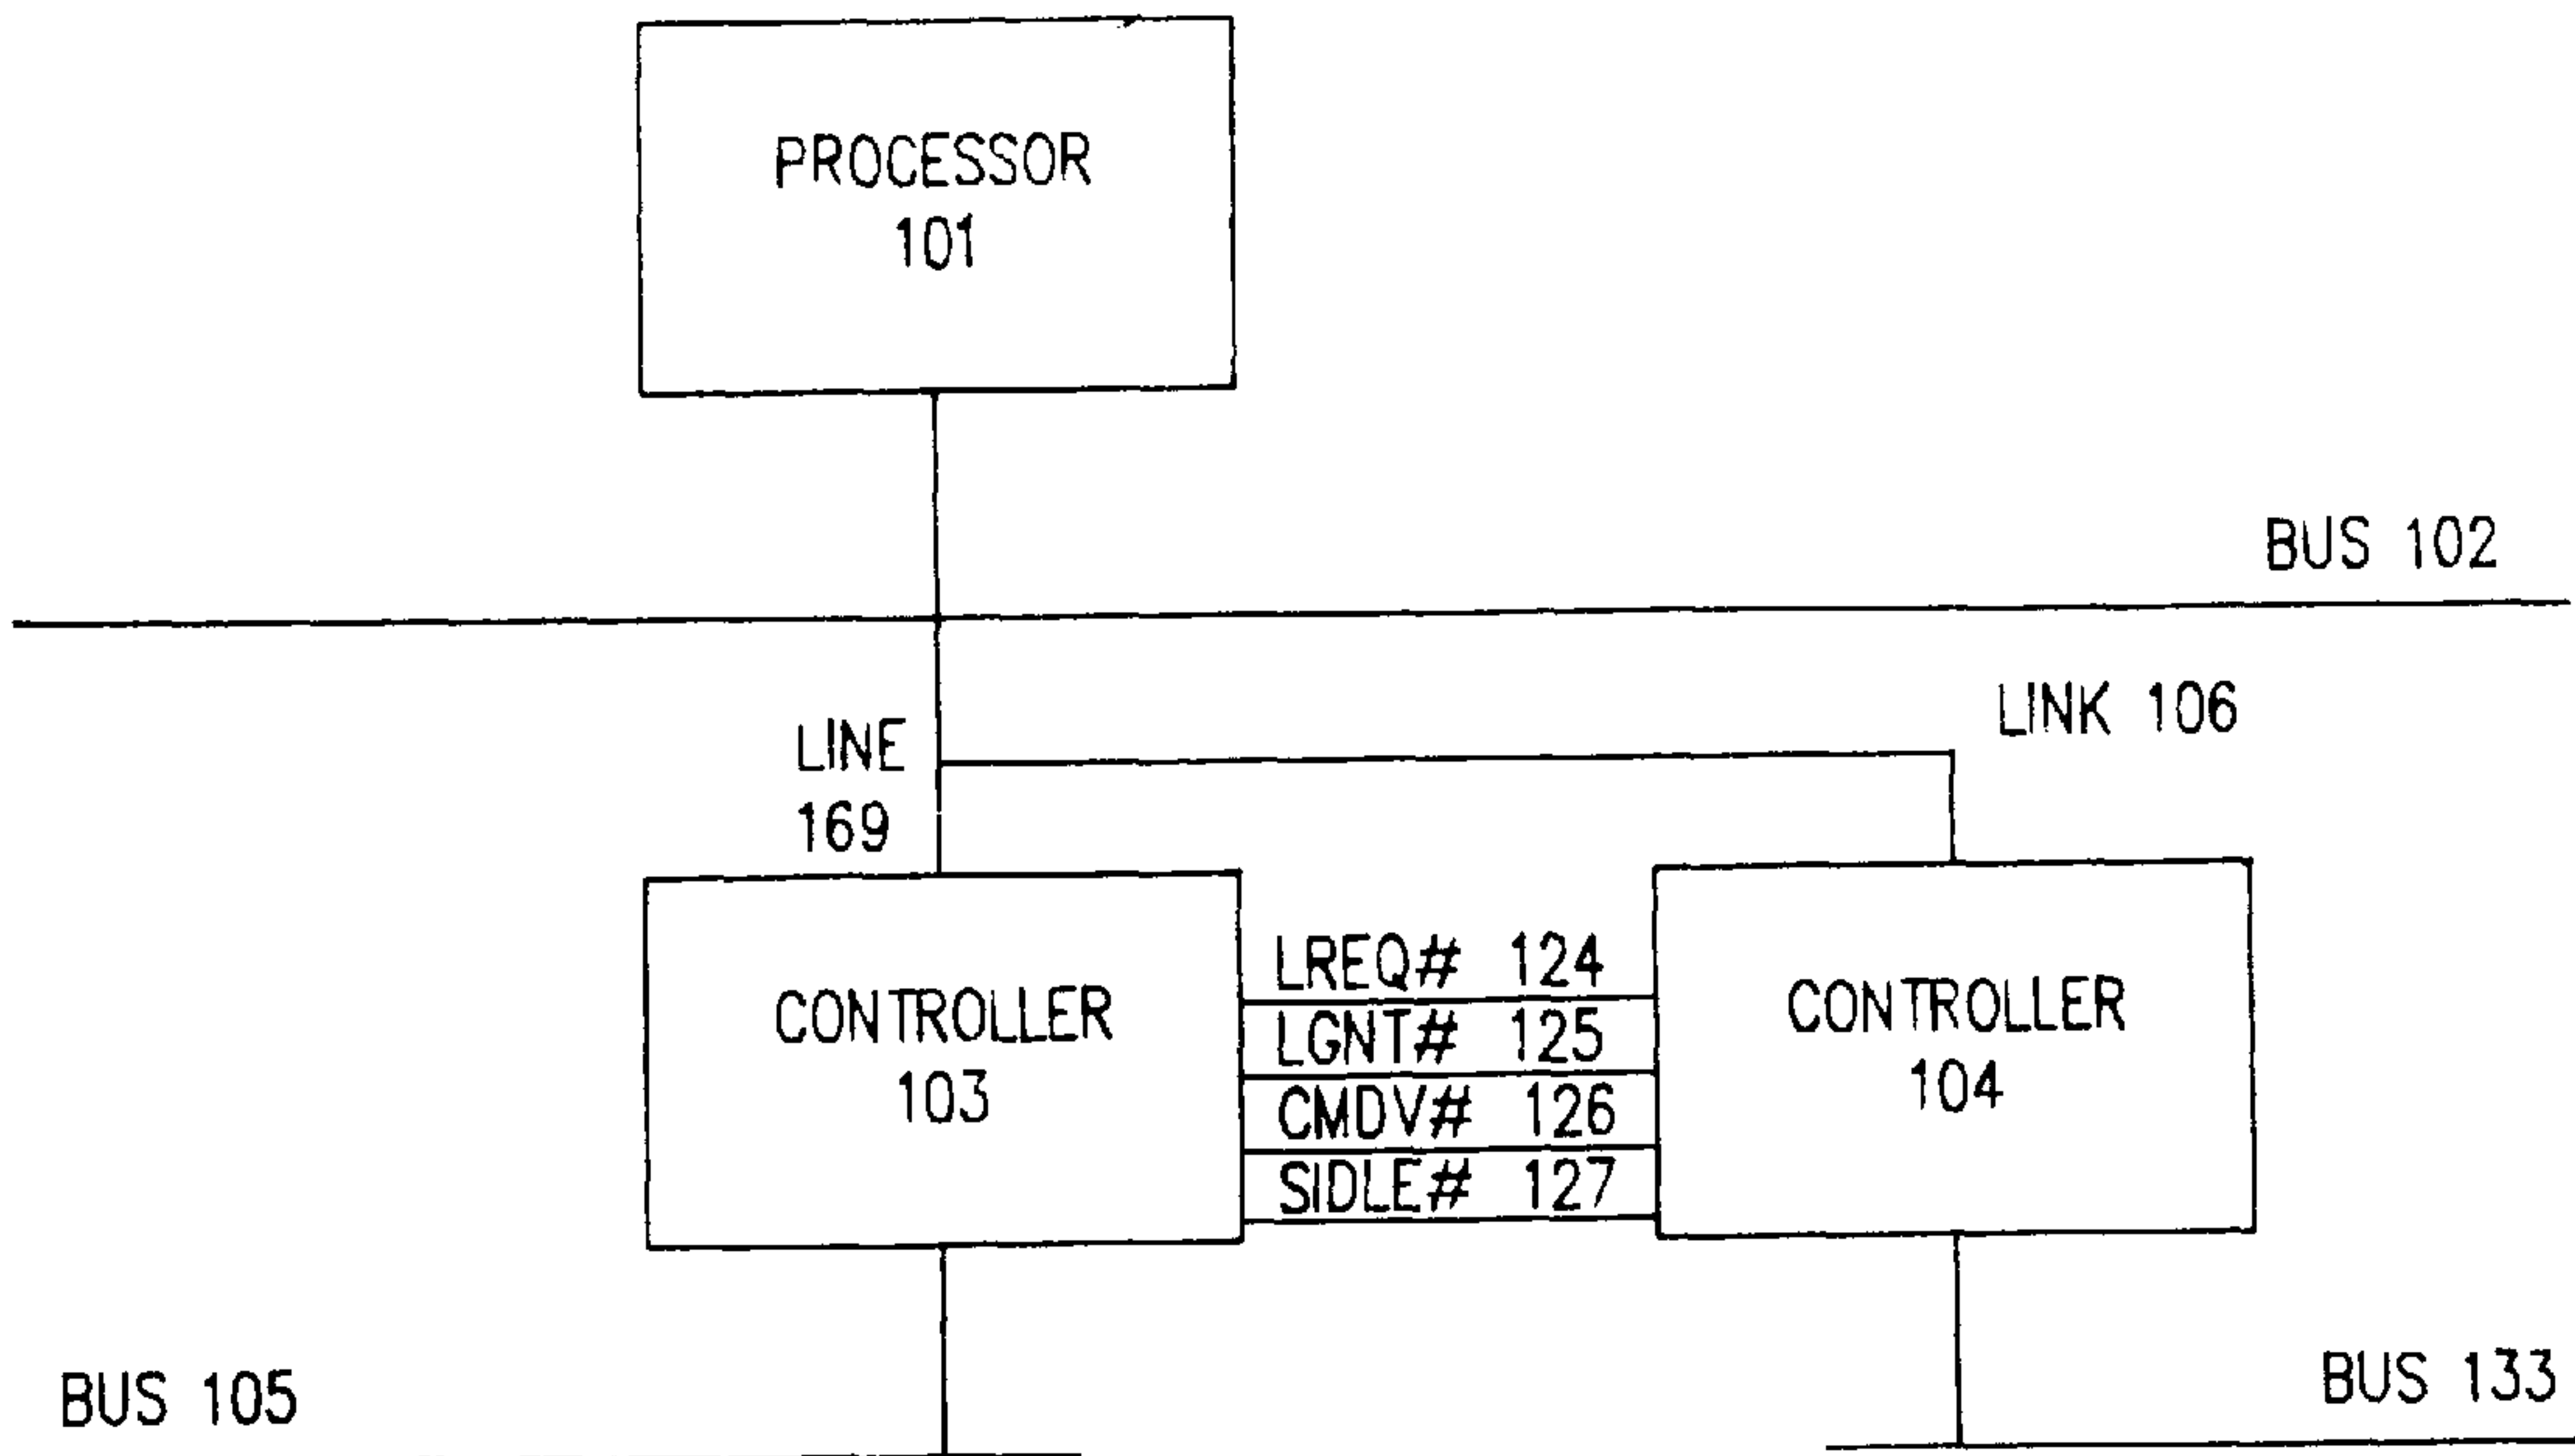 PROCESSOR
101
BUS 102
LINK 106
LINE
169
LREQ# 124
CONTROLLER
103
LGNT# 125
CONTROLLER
104
CMDV# 126
SIDLE# 127
BUS 105
BUS 133